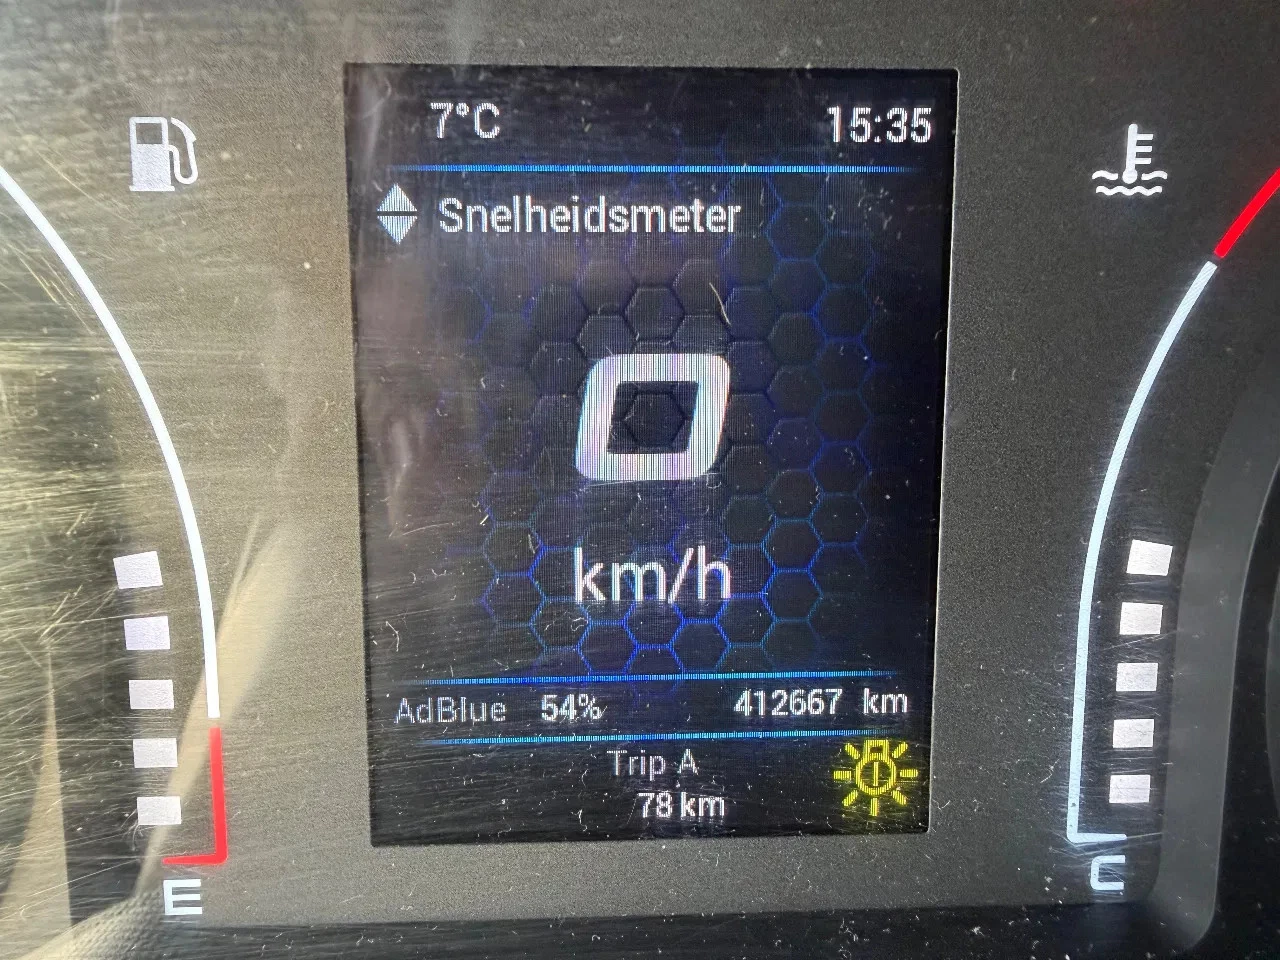 7°C 15:35
Snelheidsmeter
0
km/h
AdBlue 54% 412667 km
Trip A
78 km
E
C